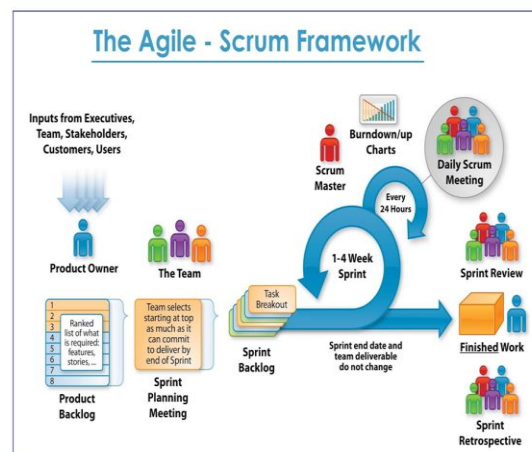 The Agile - Scrum Framework
Inputs from Executives,
Team, Stakeholders,
Customers, Users
Product Owner
The Team
Scrum
Master
Burndown/up
Charts
Daily Scrum
Meeting
Every
24 Hours
1-4 Week
Sprint
Sprint Review
1
2
3
4
5
6
7
8
Ranked
list of what
is required:
features,
stories, ...
Product
Backlog
Team selects
starting at top
as much as it
can commit
to deliver by
end of Sprint
Sprint
Planning
Meeting
Task
Breakout
Sprint
Backlog
Sprint end date and
team deliverable
do not change
Finished Work
Sprint
Retrospective